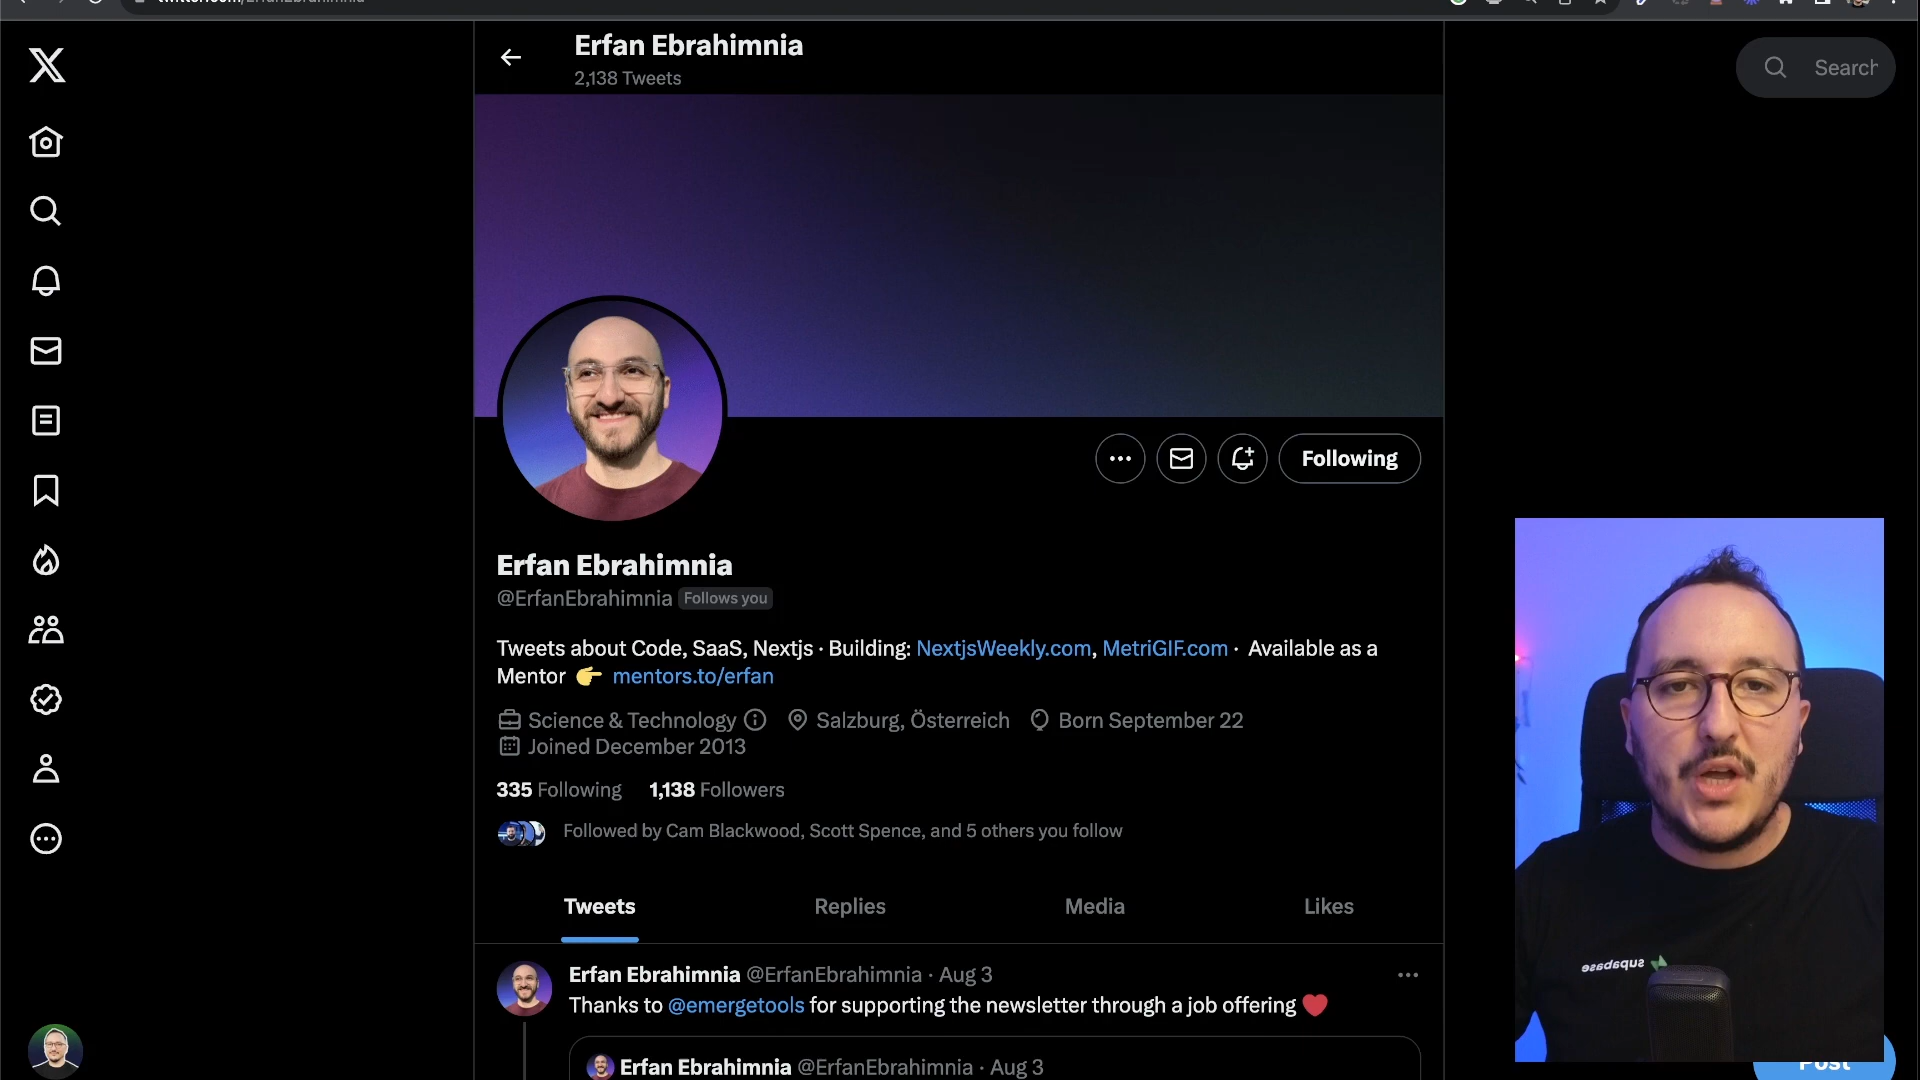 Erfan Ebrahimnia
2,138 Tweets
Search
Following
Erfan Ebrahimnia
@ErfanEbrahimnia Follows you
Tweets about Code, SaaS, Nextjs · Building: NextjsWeekly.com, MetriGIF.com · Available as a
Mentor 👉 mentors.to/erfan
Science & Technology Salzburg, Österreich Born September 22
Joined December 2013
335 Following 1,138 Followers
Followed by Cam Blackwood, Scott Spence, and 5 others you follow
Tweets Replies Media Likes
Erfan Ebrahimnia @ErfanEbrahimnia · Aug 3
Thanks to @emergetools for supporting the newsletter through a job offering ❤️
Erfan Ebrahimnia @ErfanEbrahimnia · Aug 3
supabase
Post